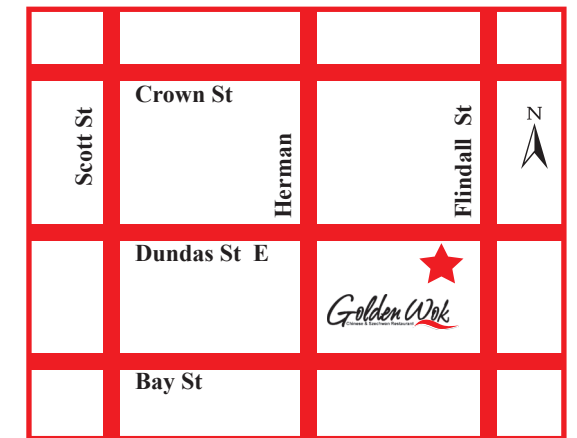 Crown St
Scott St
Herman
Flindall St
N
Dundas St E
Golden Wok
Chinese & Szechwan Restaurant
Bay St